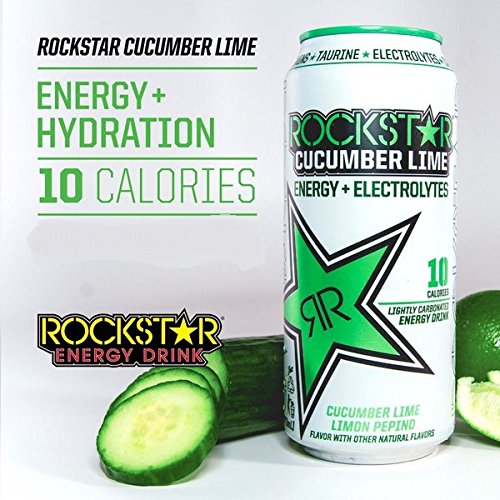 ROCKSTAR CUCUMBER LIME
ENERGY+
HYDRATION
10 CALORIES
ROCKSTAR
ENERGY DRINK
TAURINE ★ ELECTROLYTES
ROCKSTAR
CUCUMBER LIME
ENERGY + ELECTROLYTES
10
CALORIES
LIGHTLY CARBONATED
ENERGY DRINK
CUCUMBER LIME
LIMON PEPINO
FLAVOR WITH OTHER NATURAL FLAVORS